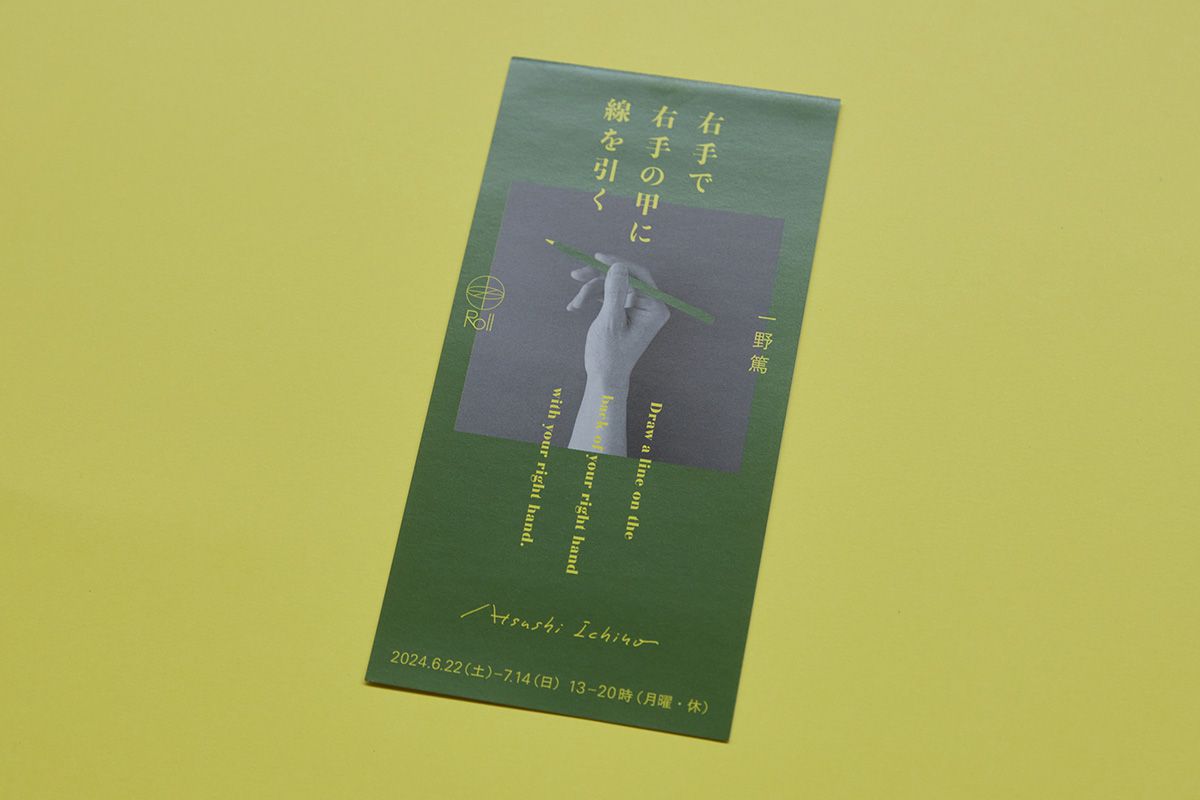 右手で
右手の甲に
線を引く
Roll
一野篤
Draw a line on the
back of your right hand
with your right hand.
Atsushi Ichino
2024.6.22(土)–7.14(日) 13–20時(月曜・休)